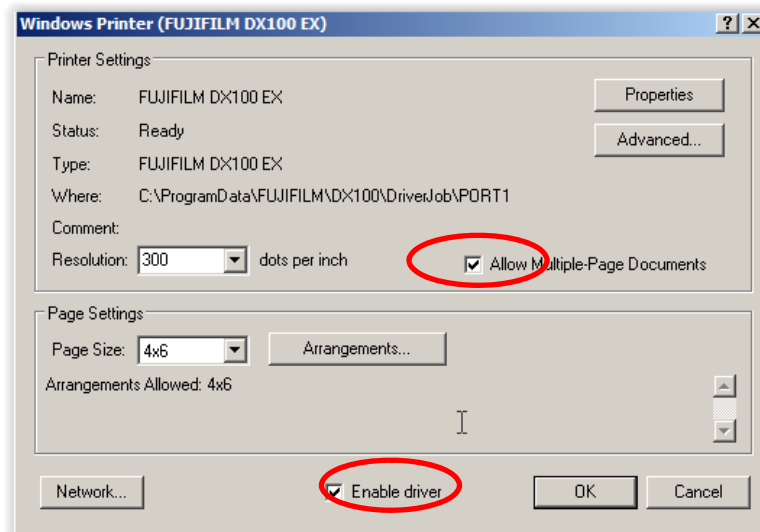 Windows Printer (FUJIFILM DX100 EX)
Printer Settings
Name: FUJIFILM DX100 EX
Properties
Status: Ready
Advanced...
Type: FUJIFILM DX100 EX
Where: C:\ProgramData\FUJIFILM\DX100\DriverJob\PORT1
Comment:
Resolution: 300 dots per inch
Allow Multiple-Page Documents
Page Settings
Page Size: 4x6
Arrangements...
Arrangements Allowed: 4x6
Network...
Enable driver
OK
Cancel